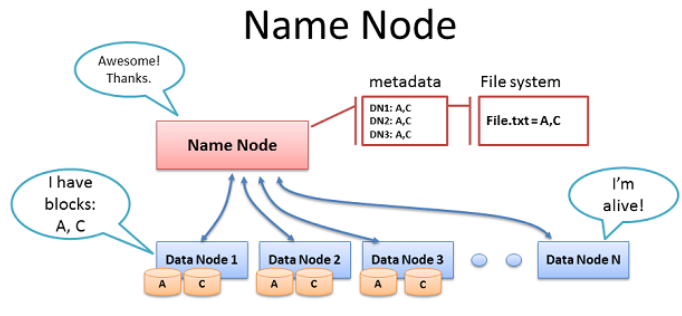 Name Node
Awesome!
Thanks.
metadata
File system
DN1: A,C
DN2: A,C
DN3: A,C
File.txt = A,C
Name Node
I have
blocks:
A, C
I'm
alive!
Data Node 1
Data Node 2
Data Node 3
Data Node N
A
C
A
C
A
C